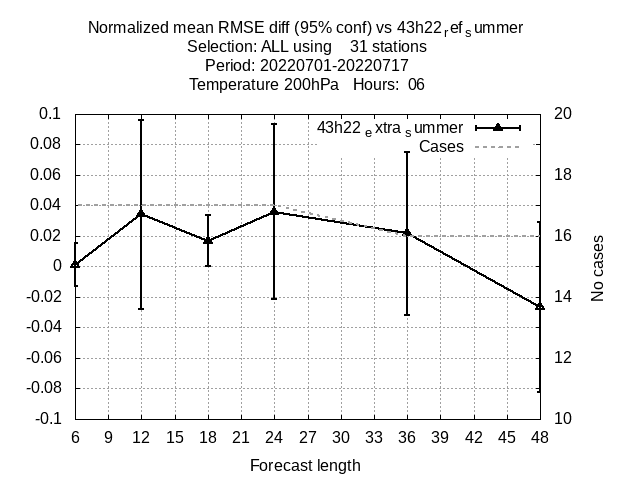 Normalized mean RMSE diff (95% conf) vs 43h22refsummer
Selection: ALL using    31 stations
Period: 20220701-20220717
Temperature 200hPa   Hours:  06
43h22extrasummer
Cases
0.1
0.08
0.06
0.04
0.02
0
-0.02
-0.04
-0.06
-0.08
-0.1
20
18
16
14
12
10
No cases
6 9 12 15 18 21 24 27 30 33 36 39 42 45 48
Forecast length